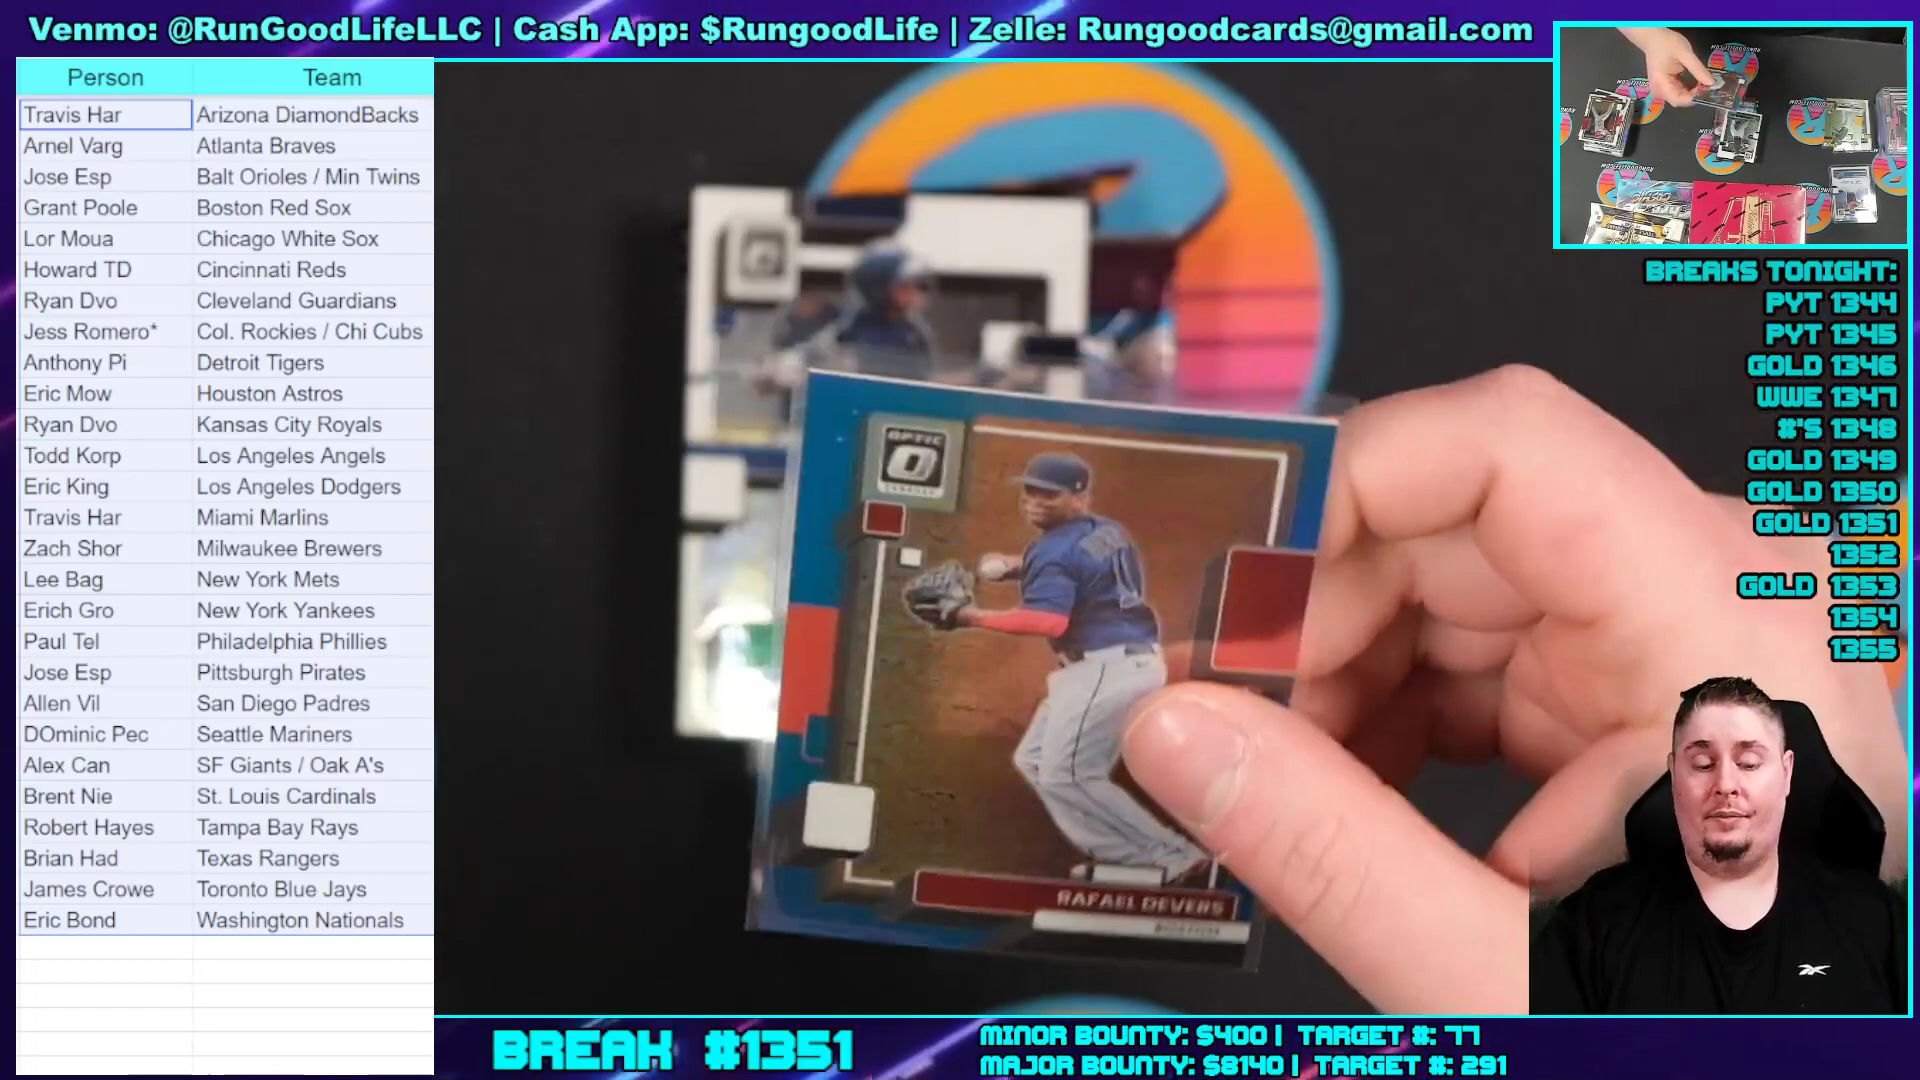 Venmo: @RunGoodLifeLLC | Cash App: $RungoodLife | Zelle: Rungoodcards@gmail.com
Person Team
Travis Har Arizona DiamondBacks
Arnel Varg Atlanta Braves
Jose Esp Balt Orioles / Min Twins
Grant Poole Boston Red Sox
Lor Moua Chicago White Sox
Howard TD Cincinnati Reds
Ryan Dvo Cleveland Guardians
Jess Romero* Col. Rockies / Chi Cubs
Anthony Pi Detroit Tigers
Eric Mow Houston Astros
Ryan Dvo Kansas City Royals
Todd Korp Los Angeles Angels
Eric King Los Angeles Dodgers
Travis Har Miami Marlins
Zach Shor Milwaukee Brewers
Lee Bag New York Mets
Erich Gro New York Yankees
Paul Tel Philadelphia Phillies
Jose Esp Pittsburgh Pirates
Allen Vil San Diego Padres
DOminic Pec Seattle Mariners
Alex Can SF Giants / Oak A's
Brent Nie St. Louis Cardinals
Robert Hayes Tampa Bay Rays
Brian Had Texas Rangers
James Crowe Toronto Blue Jays
Eric Bond Washington Nationals
OPTIC
RAFAEL DEVERS
BREAKS TONIGHT:
PYT 1344
PYT 1345
GOLD 1346
WWE 1347
#'S 1348
GOLD 1349
GOLD 1350
GOLD 1351
1352
GOLD 1353
1354
1355
BREAK #1351
MINOR BOUNTY: $400 | TARGET #: 77
MAJOR BOUNTY: $8140 | TARGET #: 291